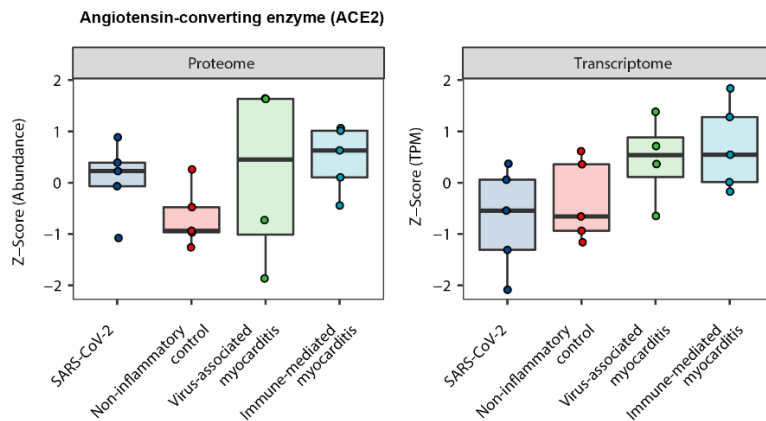 Angiotensin-converting enzyme (ACE2)
Proteome
Z−Score (Abundance)
2
1
0
−1
−2
SARS-CoV-2
Non-inflammatory
control
Virus-associated
myocarditis
Immune-mediated
myocarditis
Transcriptome
Z−Score (TPM)
2
1
0
−1
−2
SARS-CoV-2
Non-inflammatory
control
Virus-associated
myocarditis
Immune-mediated
myocarditis